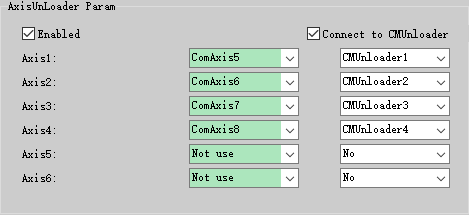 AxisUnLoader Param
Enabled Connect to CMUnloader
Axis1: ComAxis5 CMUnloader1
Axis2: ComAxis6 CMUnloader2
Axis3: ComAxis7 CMUnloader3
Axis4: ComAxis8 CMUnloader4
Axis5: Not use No
Axis6: Not use No